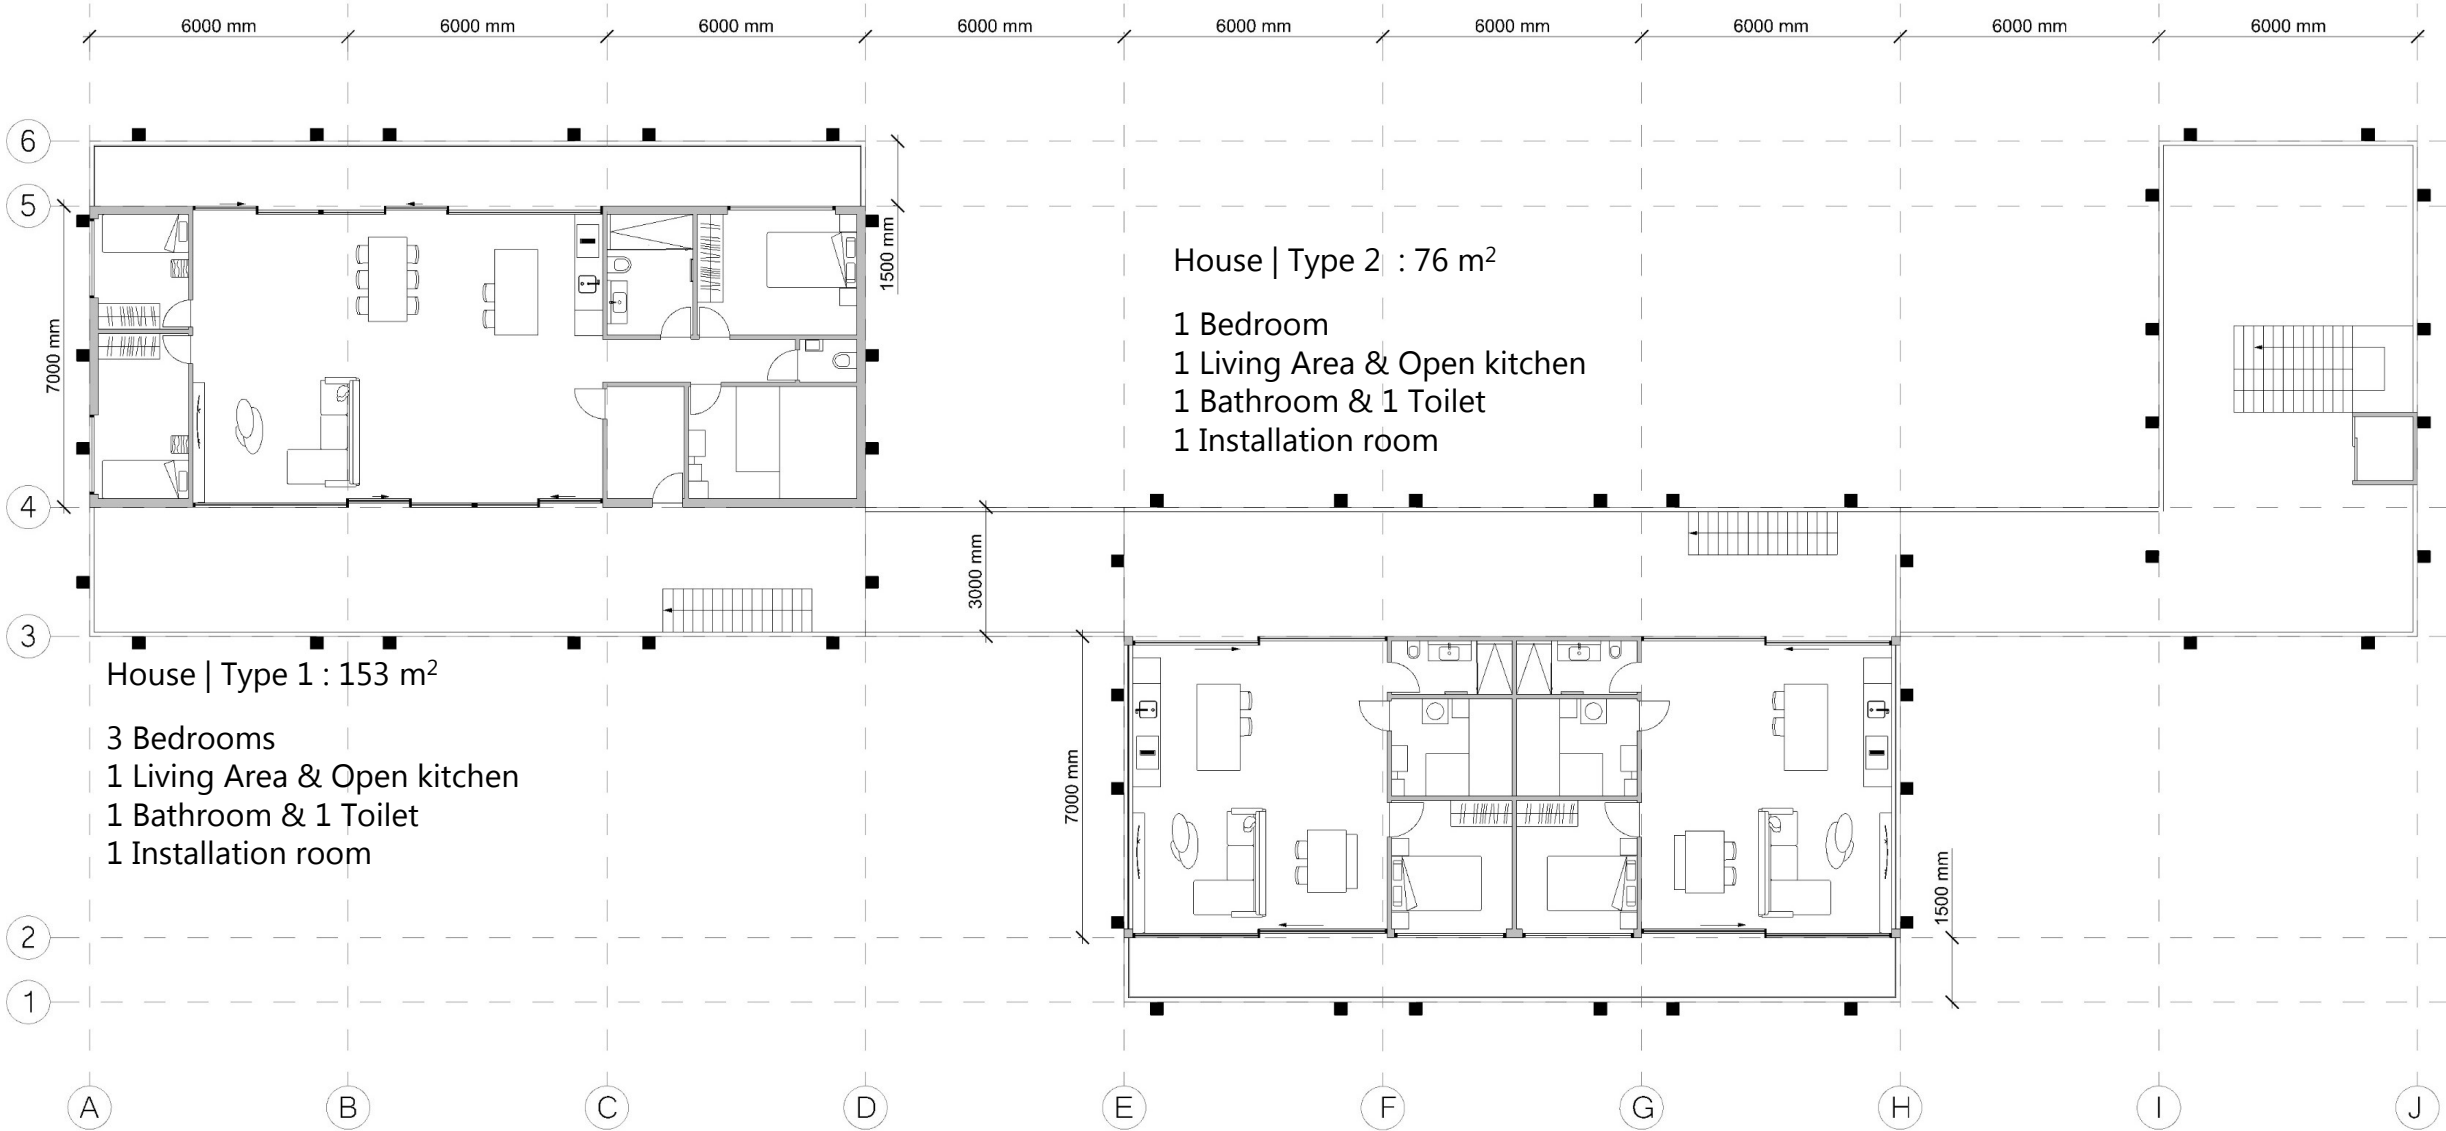 6000 mm 6000 mm 6000 mm 6000 mm 6000 mm 6000 mm 6000 mm 6000 mm 6000 mm
6
5
1500 mm
7000 mm
House | Type 2 : 76 m²
1 Bedroom
1 Living Area & Open kitchen
1 Bathroom & 1 Toilet
1 Installation room
4
3000 mm
3
House | Type 1 : 153 m²
3 Bedrooms
1 Living Area & Open kitchen
1 Bathroom & 1 Toilet
1 Installation room
7000 mm
1500 mm
2
1
A B C D E F G H I J